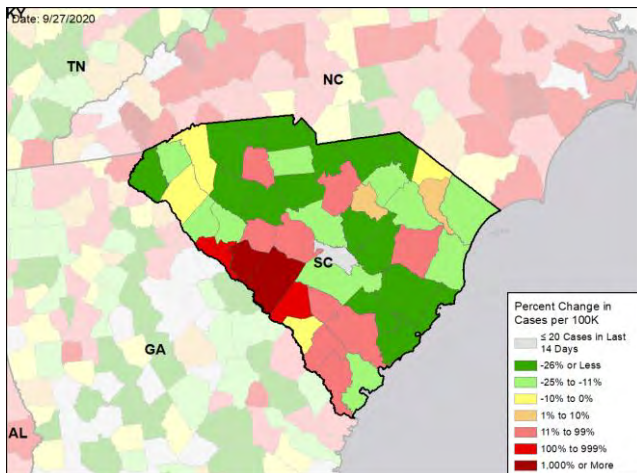 KY
Date: 9/27/2020
TN
NC
SC
GA
AL
Percent Change in
Cases per 100K
≤ 20 Cases in Last
14 Days
-26% or Less
-25% to -11%
-10% to 0%
1% to 10%
11% to 99%
100% to 999%
1,000% or More